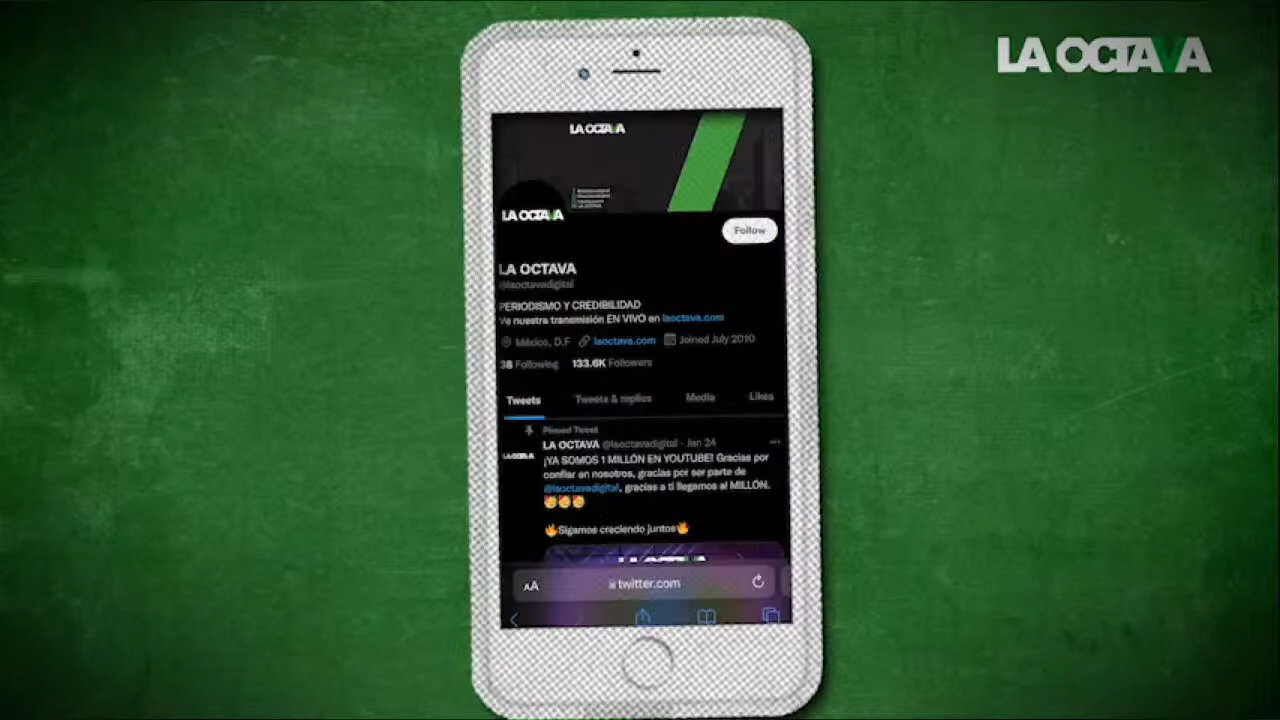 LA OCTAVA
LA OCTAVA
LA OCTAVA
Follow
LA OCTAVA
@laoctavadigital
PERIODISMO Y CREDIBILIDAD
Ve nuestra transmisión EN VIVO en laoctava.com
México, D.F laoctava.com Joined July 2010
38 Following 133.6K Followers
Tweets Tweets & replies Media Likes
Pinned Tweet
LA OCTAVA @laoctavadigital · Jan 24 ···
LA OCTAVA
¡YA SOMOS 1 MILLÓN EN YOUTUBE! Gracias por
confiar en nosotros, gracias por ser parte de
@laoctavadigital, gracias a ti llegamos al MILLÓN.
🥳🥳🥳
🔥Sigamos creciendo juntos🔥
AA twitter.com